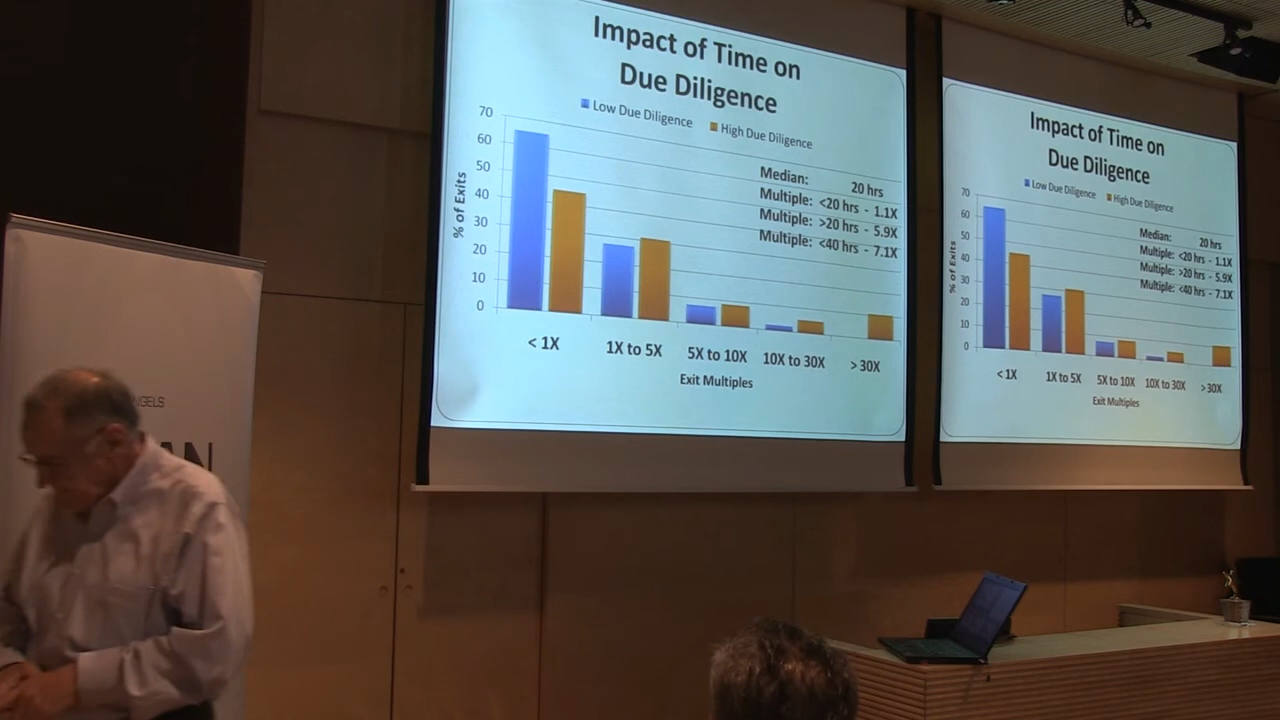 Impact of Time on
Due Diligence
Low Due Diligence High Due Diligence
70
60
50
40
30
20
10
0
% of Exits
Median: 20 hrs
Multiple: <20 hrs - 1.1X
Multiple: >20 hrs - 5.9X
Multiple: <40 hrs - 7.1X
< 1X 1X to 5X 5X to 10X 10X to 30X > 30X
Exit Multiples
Impact of Time on
Due Diligence
Low Due Diligence High Due Diligence
70
60
50
40
30
20
10
0
% of Exits
Median: 20 hrs
Multiple: <20 hrs - 1.1X
Multiple: >20 hrs - 5.9X
Multiple: <40 hrs - 7.1X
< 1X 1X to 5X 5X to 10X 10X to 30X > 30X
Exit Multiples